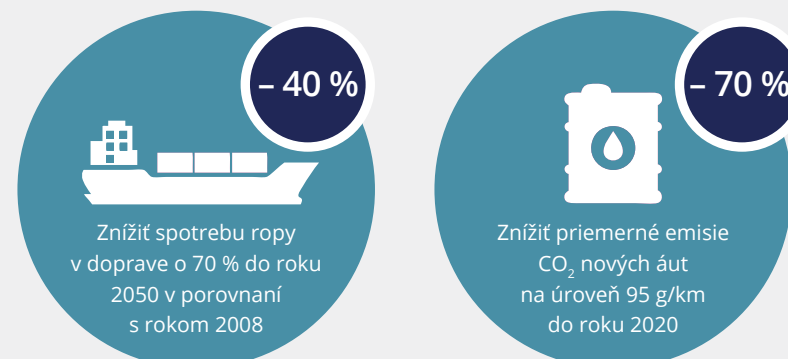 – 40 %
Znížiť spotrebu ropy
v doprave o 70 % do roku
2050 v porovnaní
s rokom 2008
– 70 %
Znížiť priemerné emisie
CO₂ nových áut
na úroveň 95 g/km
do roku 2020